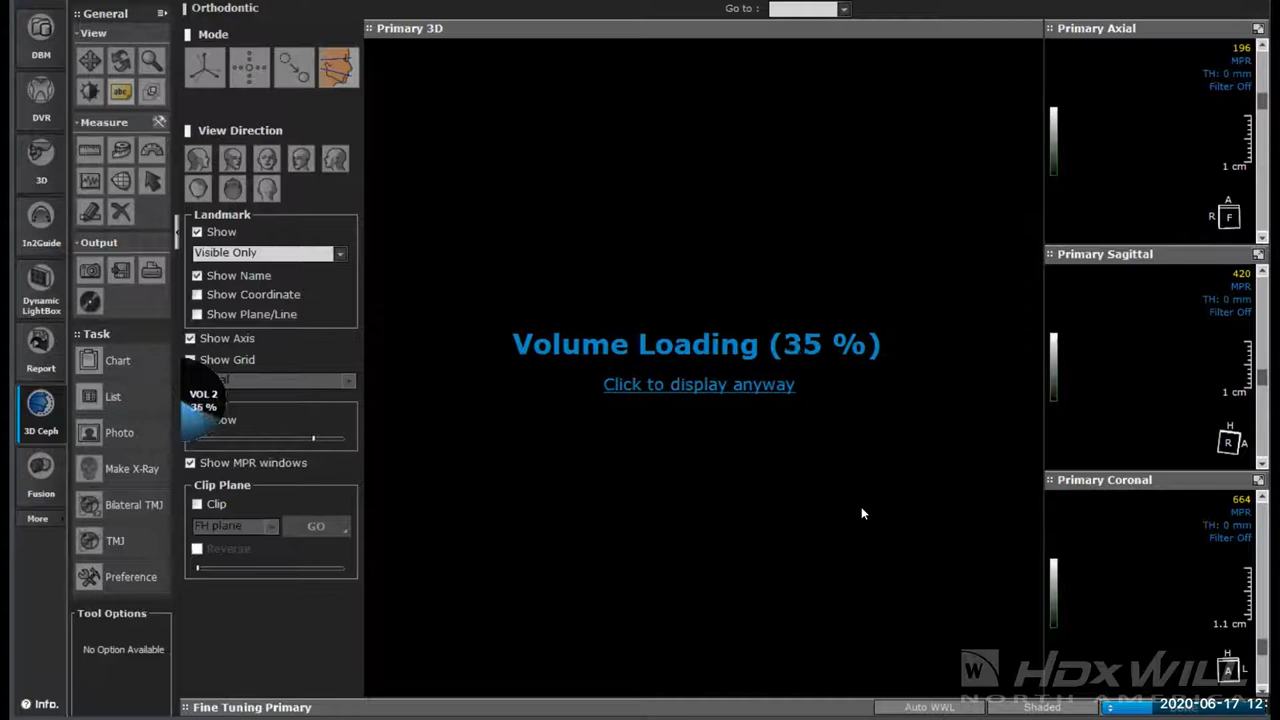 DBM
DVR
3D
In2Guide
Dynamic
LightBox
Report
3D Ceph
Fusion
More
Info.
General
View
abc
Measure
Output
Task
Chart
List
Photo
Make X-Ray
Bilateral TMJ
TMJ
Preference
Tool Options
No Option Available
Orthodontic
Mode
View Direction
Landmark
Show
Visible Only
Show Name
Show Coordinate
Show Plane/Line
Show Axis
Show Grid
VOL 2
35 %
Show MPR windows
Clip Plane
Clip
FH plane
GO
Reverse
Go to :
Primary 3D
Volume Loading (35 %)
Click to display anyway
Primary Axial
196
MPR
TH: 0 mm
Filter Off
1 cm
A
R F
Primary Sagittal
420
MPR
TH: 0 mm
Filter Off
1 cm
H
R A
Primary Coronal
664
MPR
TH: 0 mm
Filter Off
1.1 cm
H
A L
HDXWILL
NORTH AMERICA
Fine Tuning Primary
Auto WWL
Shaded
2020-06-17 12: